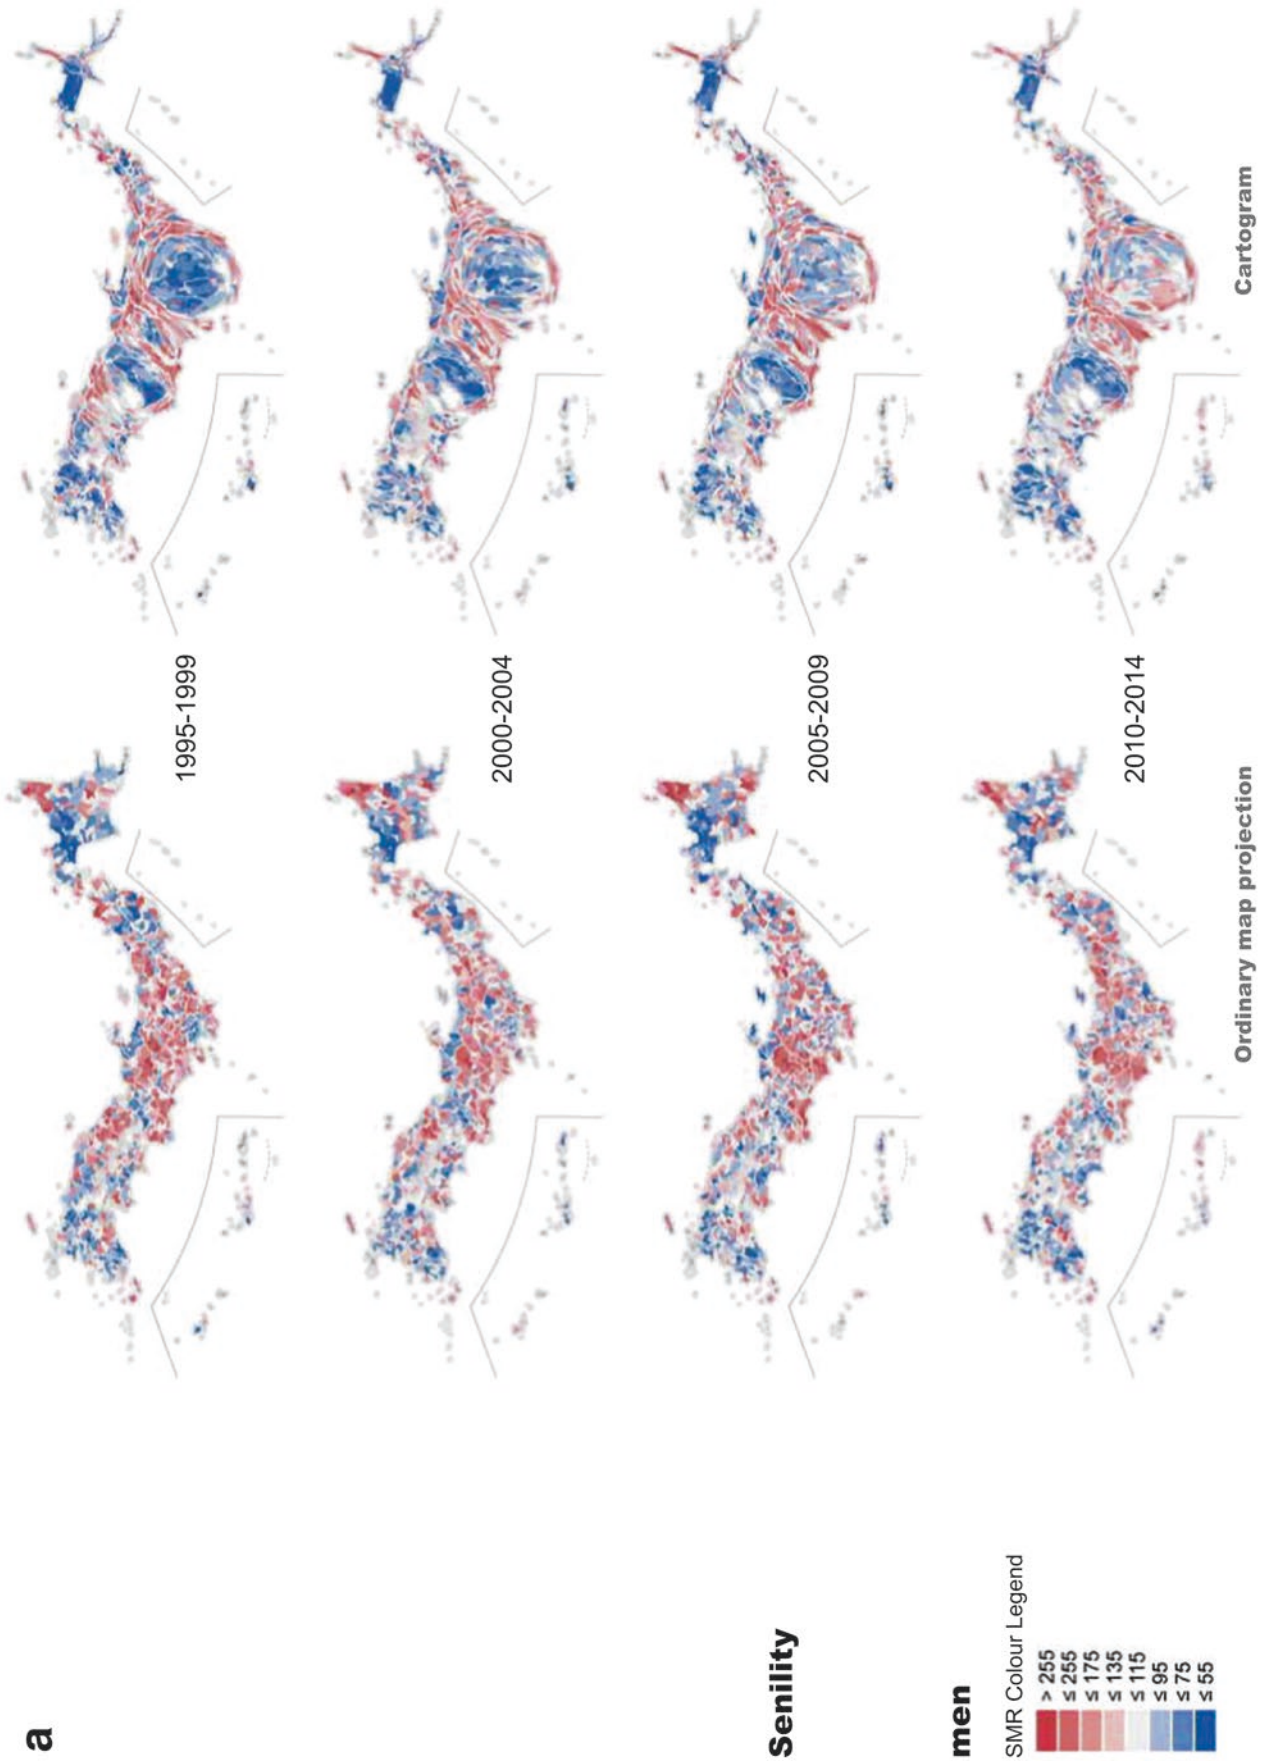 a
1995-1999
2000-2004
2005-2009
2010-2014
Ordinary map projection
Cartogram
Senility
men
SMR Colour Legend
> 255
≤ 255
≤ 175
≤ 135
≤ 115
≤ 95
≤ 75
≤ 55